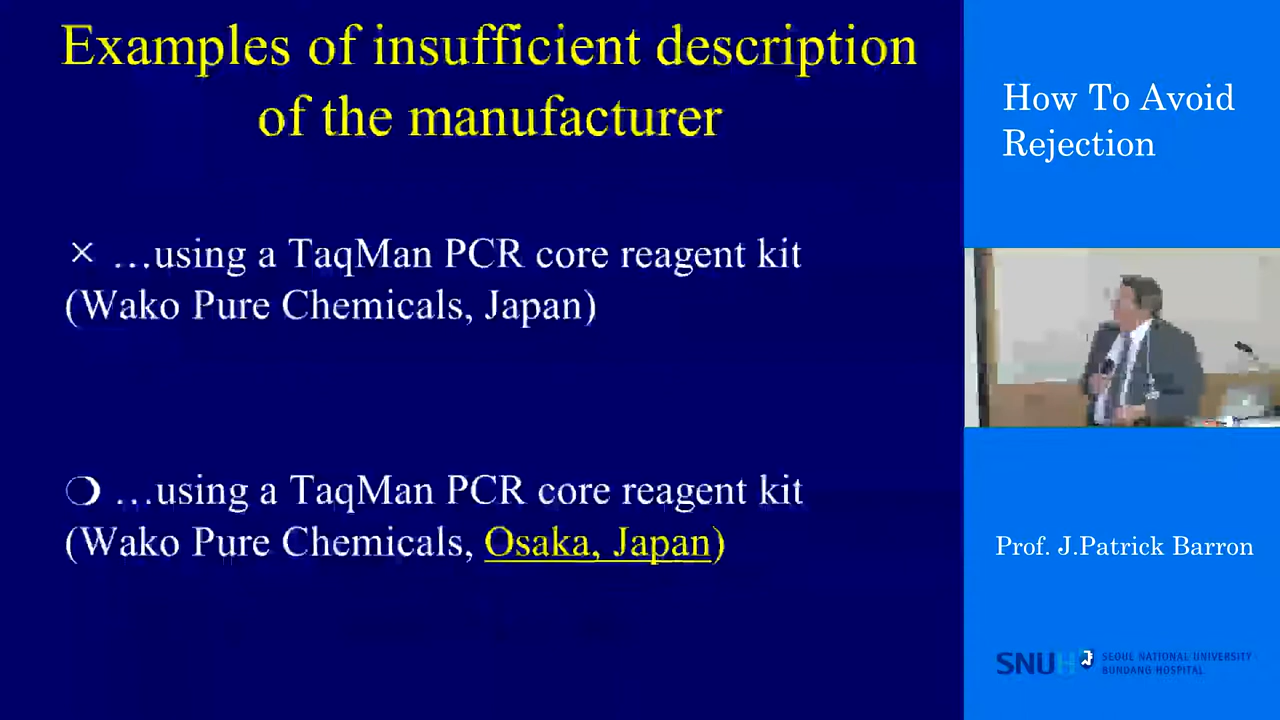 Examples of insufficient description
of the manufacturer
× …using a TaqMan PCR core reagent kit
(Wako Pure Chemicals, Japan)
❍ …using a TaqMan PCR core reagent kit
(Wako Pure Chemicals, Osaka, Japan)
How To Avoid
Rejection
Prof. J.Patrick Barron
SNUH
SEOUL NATIONAL UNIVERSITY
BUNDANG HOSPITAL